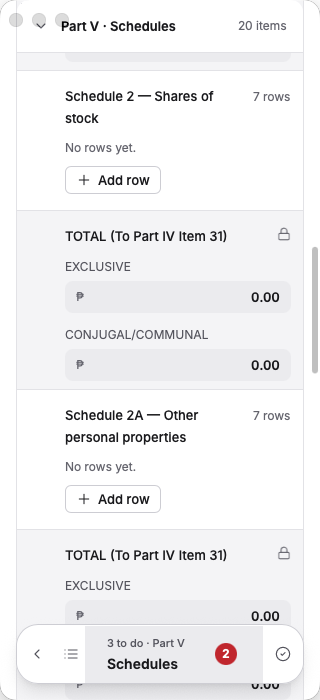 Part V · Schedules
20 items
Schedule 2 — Shares of
stock
7 rows
No rows yet.
+ Add row
TOTAL (To Part IV Item 31)
EXCLUSIVE
₱ 0.00
CONJUGAL/COMMUNAL
₱ 0.00
Schedule 2A — Other
personal properties
7 rows
No rows yet.
+ Add row
TOTAL (To Part IV Item 31)
EXCLUSIVE
₱ 0.00
3 to do · Part V
Schedules
2